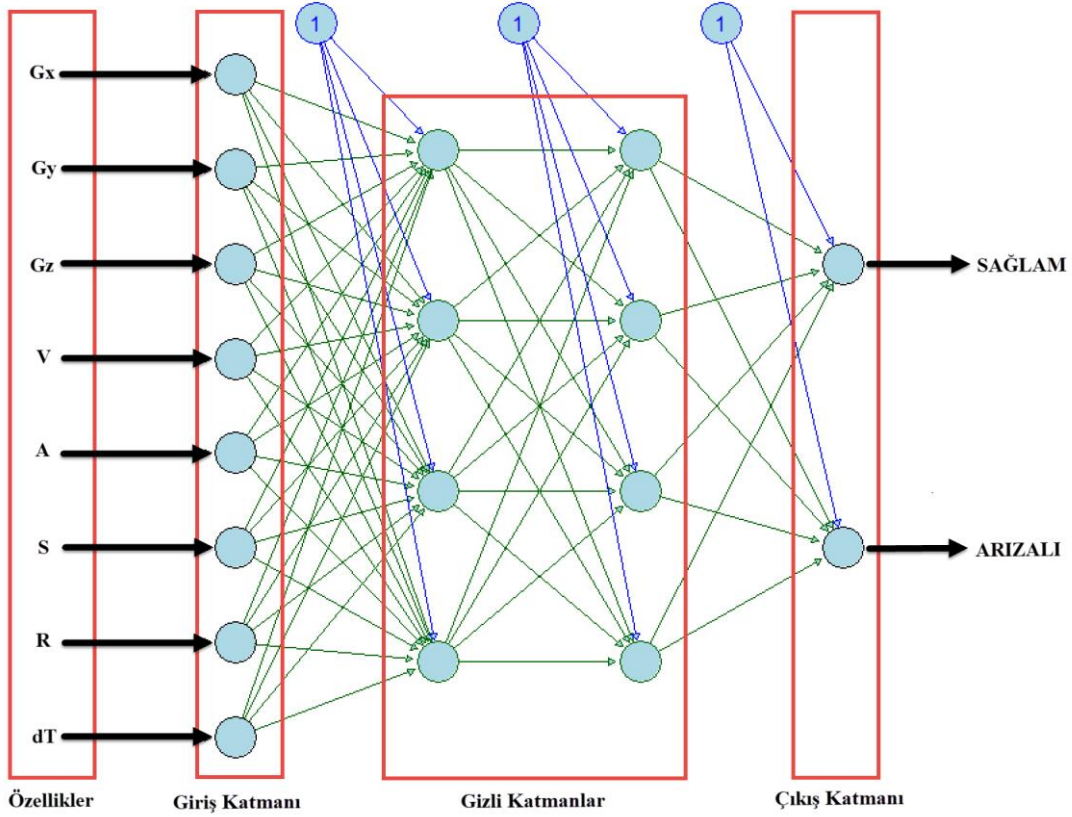 1 1 1
Gx
Gy
Gz
SAĞLAM
V
A
S
ARIZALI
R
dT
Özellikler Giriş Katmanı Gizli Katmanlar Çıkış Katmanı